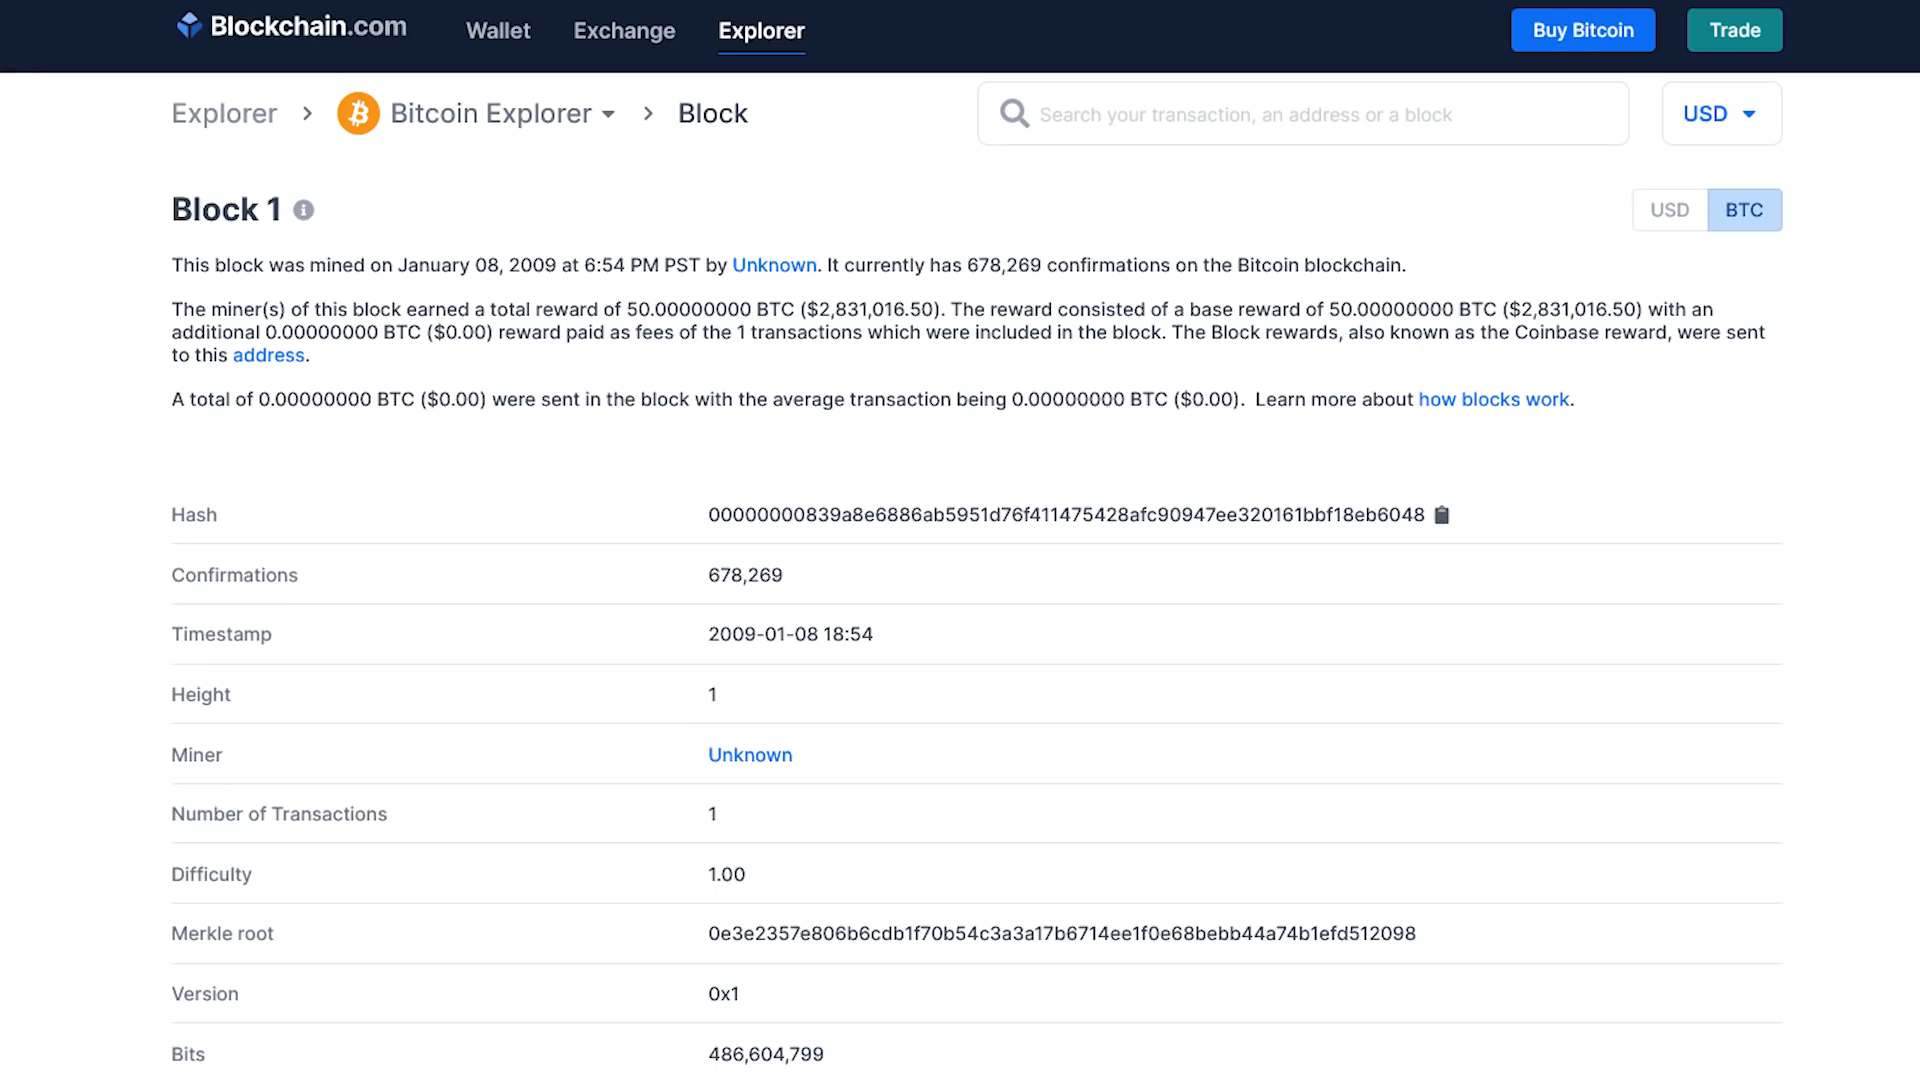 Blockchain.com Wallet Exchange Explorer Buy Bitcoin Trade
Explorer > Bitcoin Explorer > Block Search your transaction, an address or a block USD
Block 1 USD BTC
This block was mined on January 08, 2009 at 6:54 PM PST by Unknown. It currently has 678,269 confirmations on the Bitcoin blockchain.
The miner(s) of this block earned a total reward of 50.00000000 BTC ($2,831,016.50). The reward consisted of a base reward of 50.00000000 BTC ($2,831,016.50) with an
additional 0.00000000 BTC ($0.00) reward paid as fees of the 1 transactions which were included in the block. The Block rewards, also known as the Coinbase reward, were sent
to this address.
A total of 0.00000000 BTC ($0.00) were sent in the block with the average transaction being 0.00000000 BTC ($0.00). Learn more about how blocks work.
Hash 00000000839a8e6886ab5951d76f411475428afc90947ee320161bbf18eb6048
Confirmations 678,269
Timestamp 2009-01-08 18:54
Height 1
Miner Unknown
Number of Transactions 1
Difficulty 1.00
Merkle root 0e3e2357e806b6cdb1f70b54c3a3a17b6714ee1f0e68bebb44a74b1efd512098
Version 0x1
Bits 486,604,799